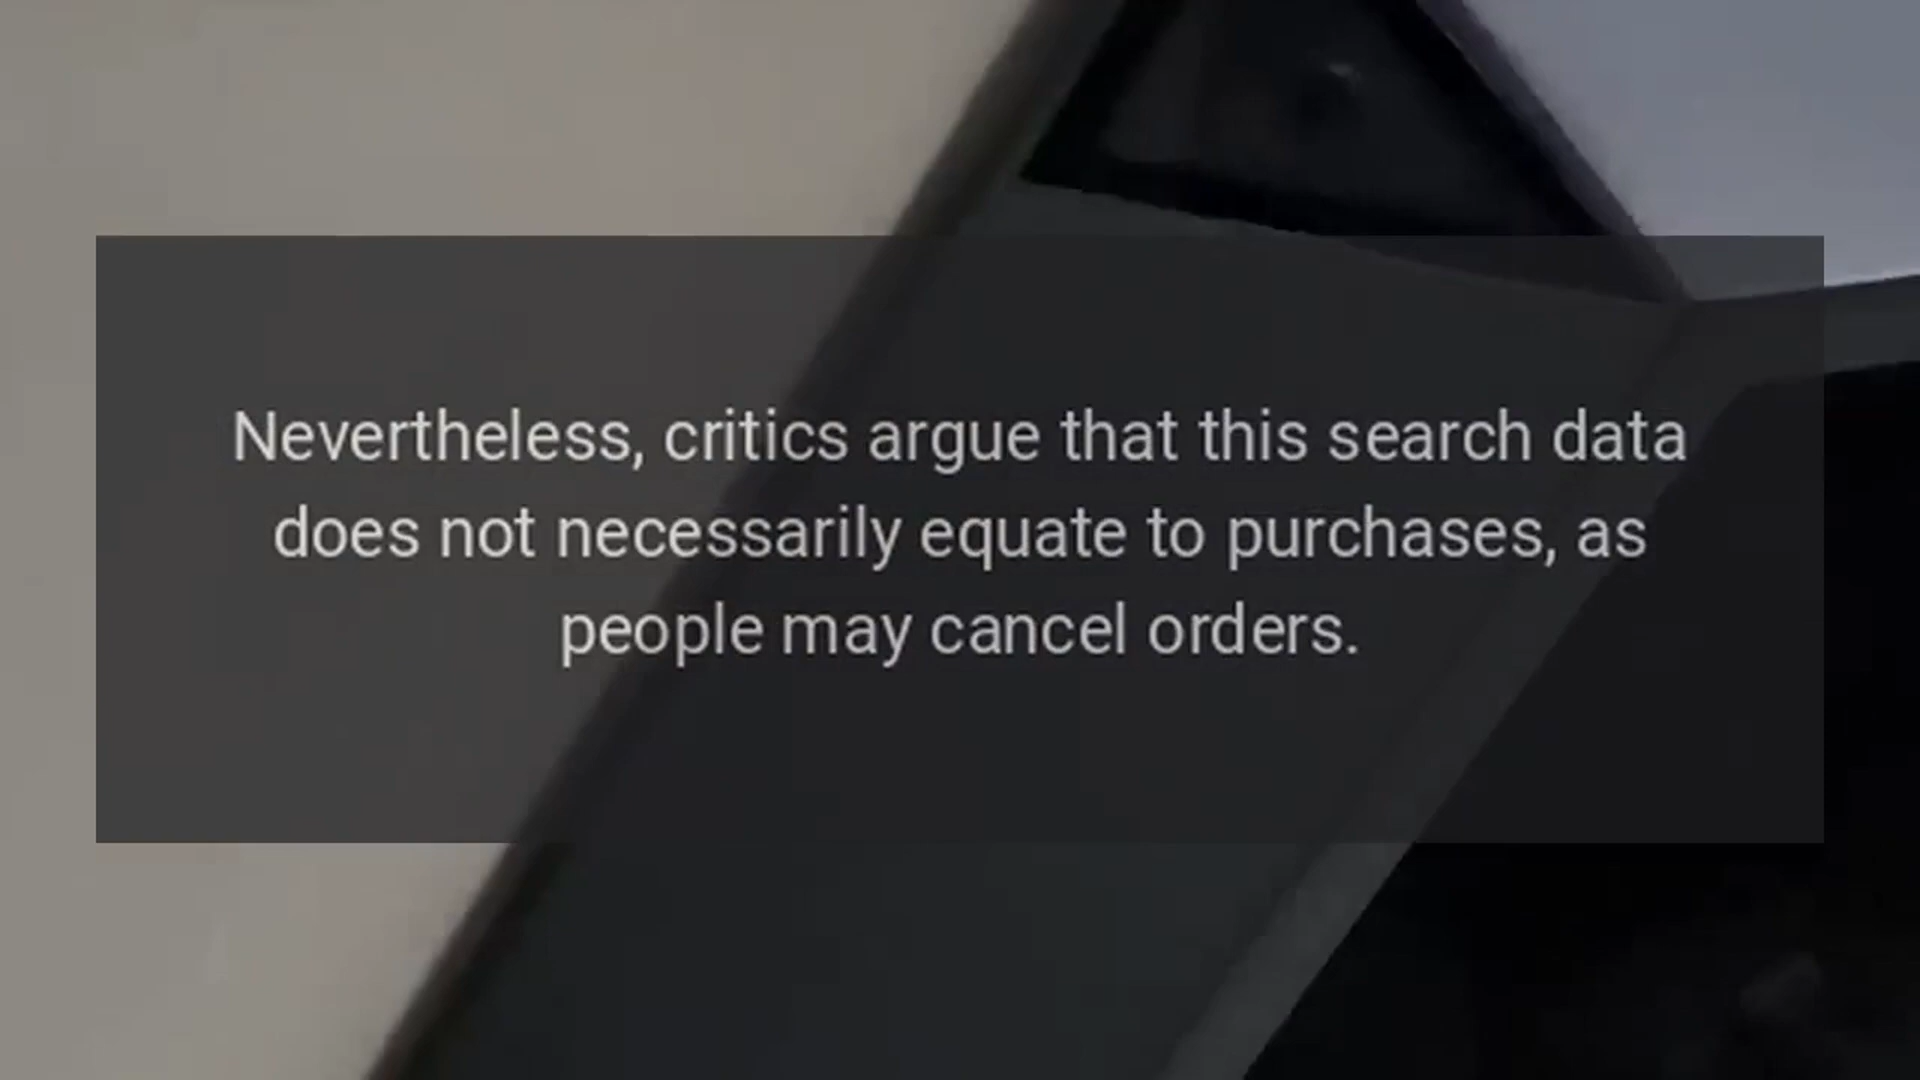 Nevertheless, critics argue that this search data
does not necessarily equate to purchases, as
people may cancel orders.